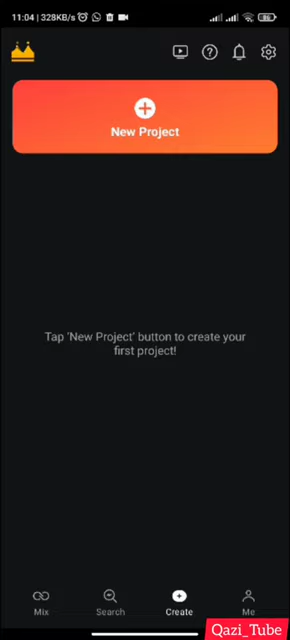 11:04 | 328KB/s
New Project
Tap 'New Project' button to create your
first project!
Mix
Search
Create
Me
Qazi_Tube